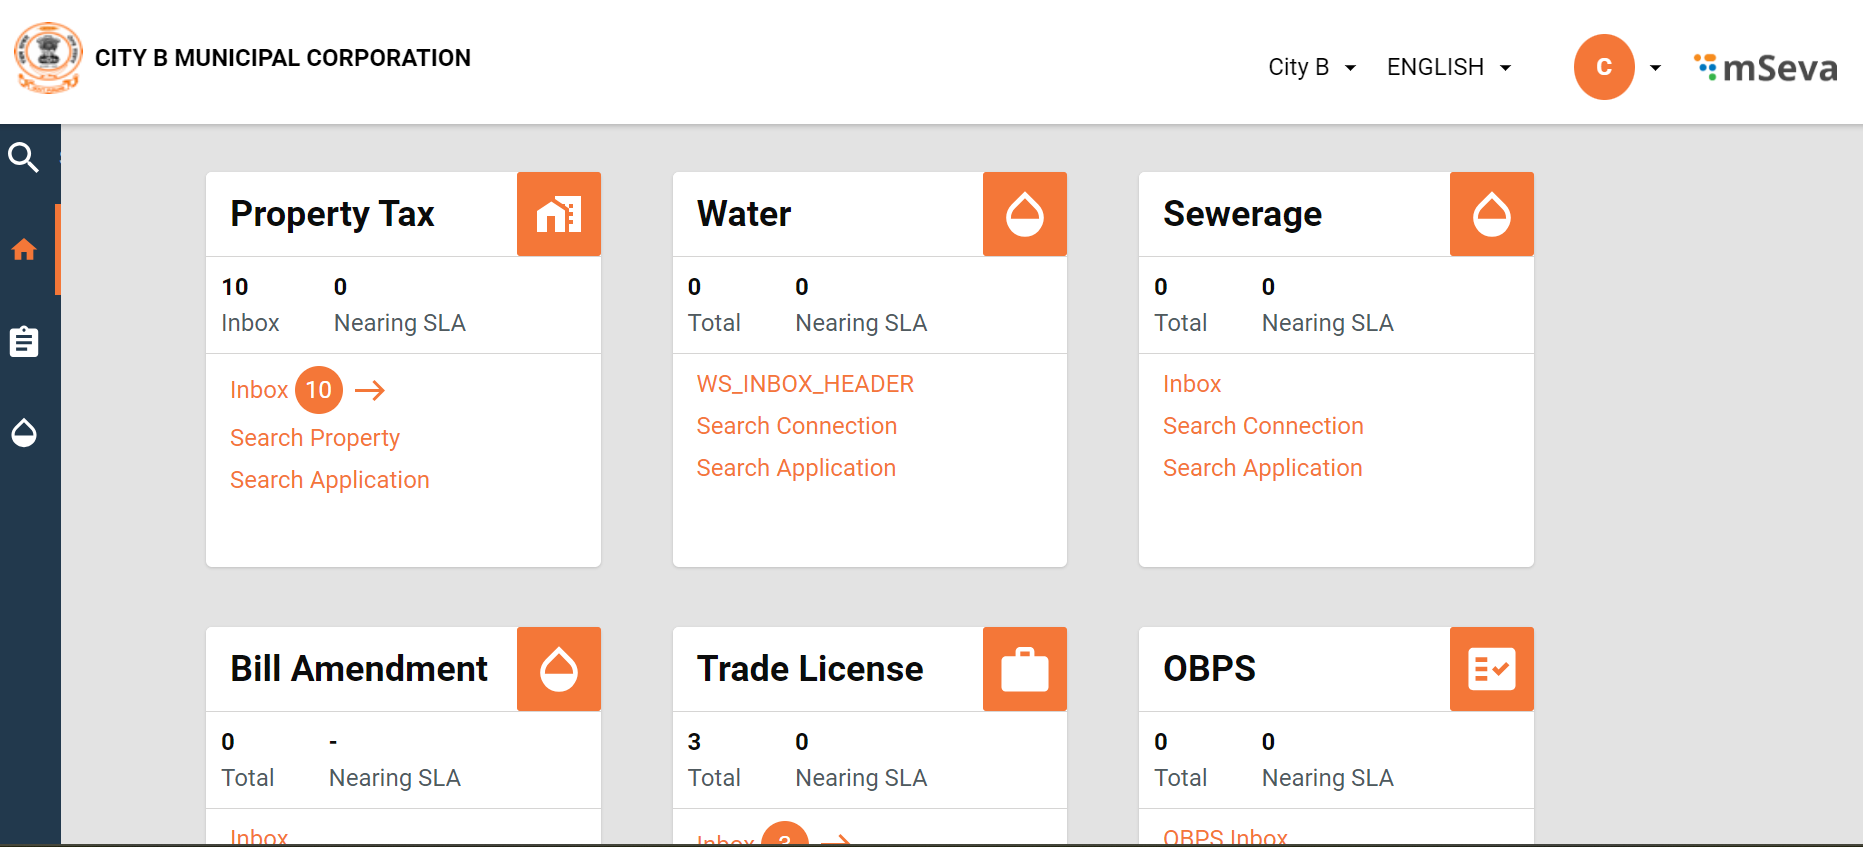 CITY B MUNICIPAL CORPORATION
City B
ENGLISH
C
mSeva
Property Tax
10
0
Inbox
Nearing SLA
Inbox 10
Search Property
Search Application
Water
0
0
Total
Nearing SLA
WS_INBOX_HEADER
Search Connection
Search Application
Sewerage
0
0
Total
Nearing SLA
Inbox
Search Connection
Search Application
Bill Amendment
0
-
Total
Nearing SLA
Inbox
Trade License
3
0
Total
Nearing SLA
Inbox 3
OBPS
0
0
Total
Nearing SLA
OBPS Inbox